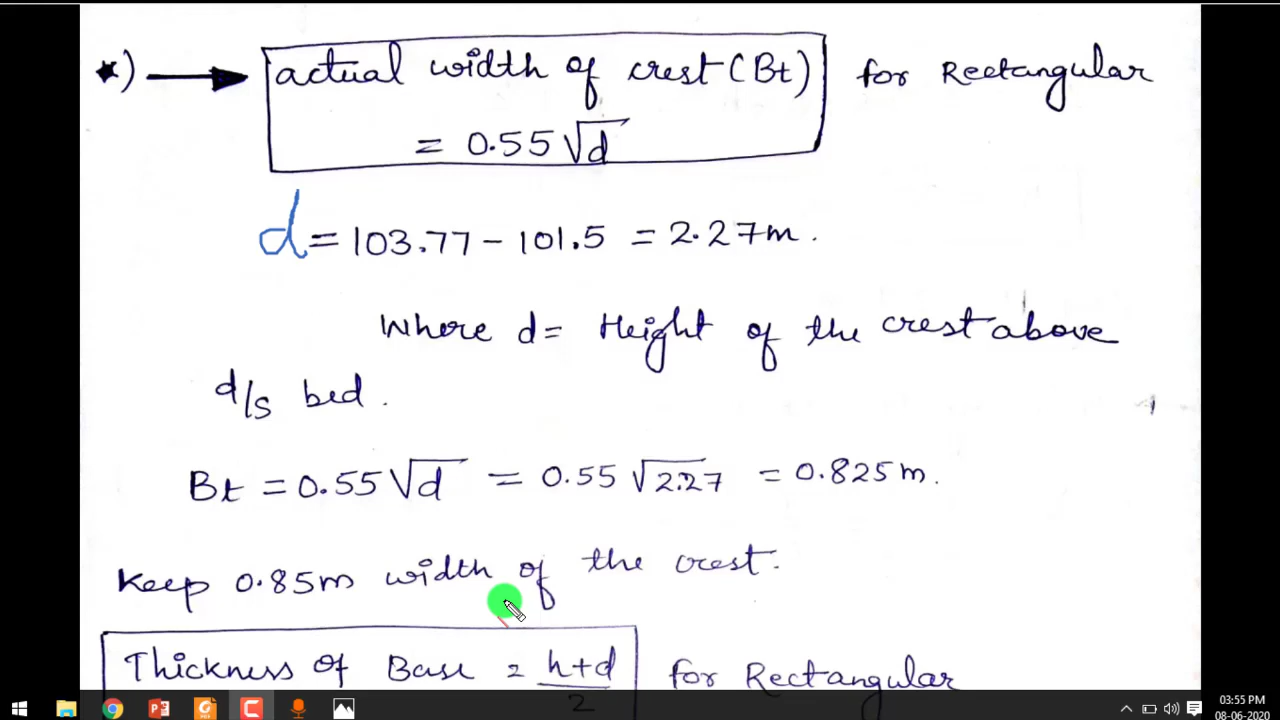 *) → actual width of crest (Bt) for Rectangular
= 0.55 √d
d = 103.77 - 101.5 = 2.27m.
Where d = Height of the crest above
d/s bed.
Bt = 0.55 √d = 0.55 √2.27 = 0.825 m.
Keep 0.85m width of the crest.
Thickness of Base = h+d/2 for Rectangular
03:55 PM
08-06-2020